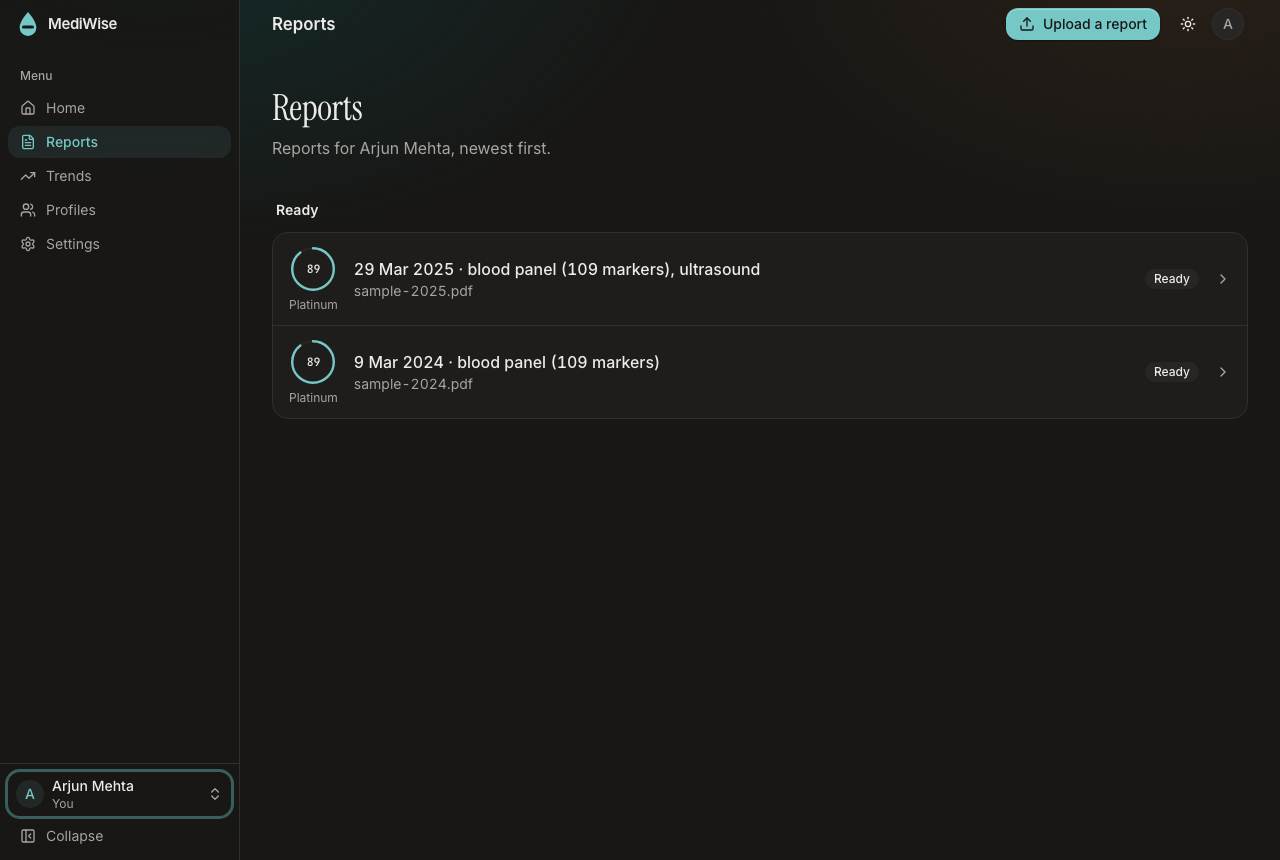 MediWise
Menu
Home
Reports
Trends
Profiles
Settings
Arjun Mehta
You
A
Collapse
Reports
Upload a report
A
Reports
Reports for Arjun Mehta, newest first.
Ready
89
Platinum
29 Mar 2025 · blood panel (109 markers), ultrasound
sample-2025.pdf
Ready
89
Platinum
9 Mar 2024 · blood panel (109 markers)
sample-2024.pdf
Ready